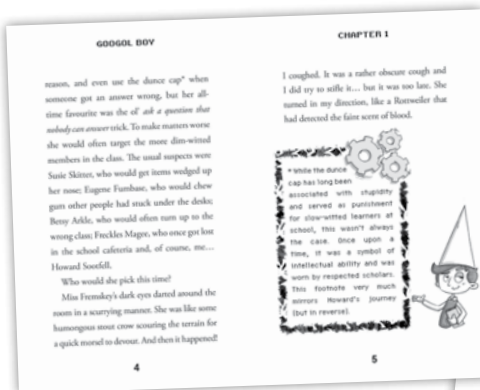 GOOGOL BOY
reason, and even use the dunce cap* when
someone got an answer wrong, but her all-
time favourite was the ol' ask a question that
nobody can answer trick. To make matters worse
she would often target the more dim-witted
members in the class. The usual suspects were
Susie Skitter, who would get items wedged up
her nose; Eugene Fumbase, who would chew
gum other people had stuck under the desks;
Betsy Arkle, who would often turn up to the
wrong class; Freckles Magee, who once got lost
in the school cafeteria and, of course, me…
Howard Sootfell.
Who would she pick this time?
Miss Fremskey's dark eyes darted around the
room in a scurrying manner. She was like some
humongous stout crow scouring the terrain for
a quick morsel to devour. And then it happened!
4
CHAPTER 1
I coughed. It was a rather obscure cough and
I did try to stifle it… but it was too late. She
turned in my direction, like a Rottweiler that
had detected the faint scent of blood.
* While the dunce
cap has long been
associated with stupidity
and served as punishment
for slow-witted learners at
school, this wasn't always
the case. Once upon a
time, it was a symbol of
intellectual ability and was
worn by respected scholars.
This footnote very much
mirrors Howard's journey
(but in reverse).
5